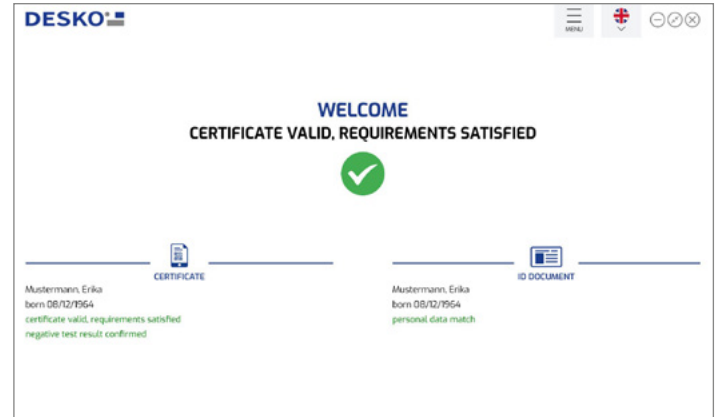 DESKO
MENU
WELCOME
CERTIFICATE VALID, REQUIREMENTS SATISFIED
CERTIFICATE
Mustermann, Erika
born 08/12/1964
certificate valid, requirements satisfied
negative test result confirmed
ID DOCUMENT
Mustermann, Erika
born 08/12/1964
personal data match